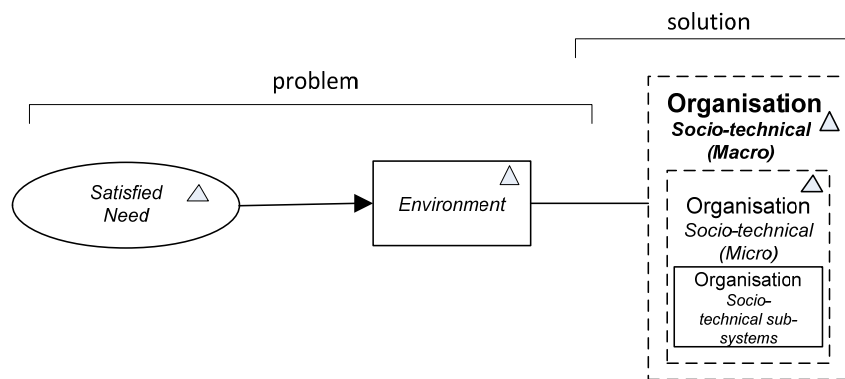 solution
problem
Organisation
Socio-technical
(Macro)
Satisfied
Need
Environment
Organisation
Socio-technical
(Micro)
Organisation
Socio-
technical sub-
systems